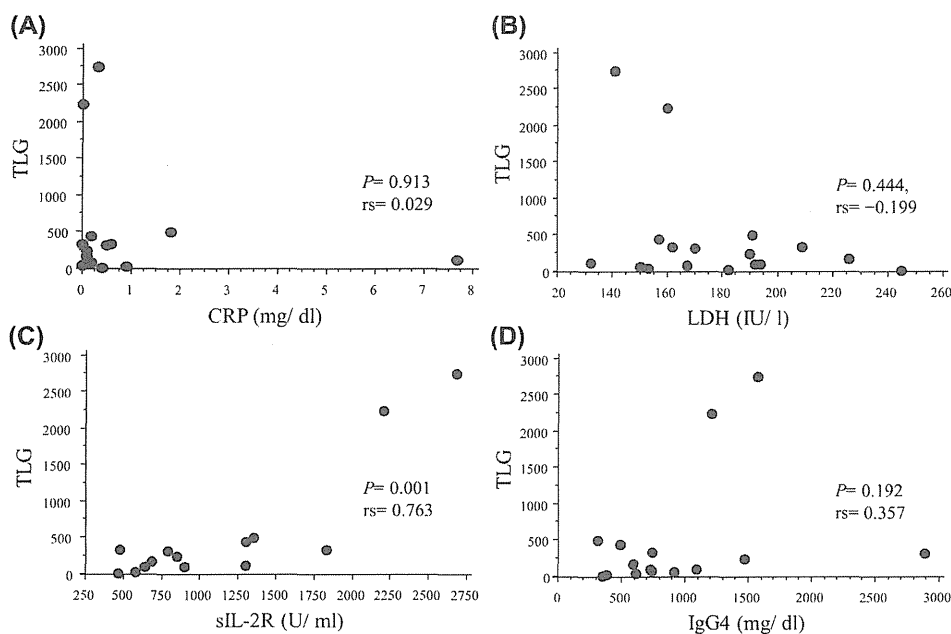 (A)
3000
2500
2000
1500
1000
500
0
TLG
P= 0.913
rs= 0.029
0 1 2 3 4 5 6 7 8
CRP (mg/ dl)
(B)
3000
2500
2000
1500
1000
500
0
TLG
P= 0.444,
rs= −0.199
20 120 140 160 180 200 220 240 260
LDH (IU/ l)
(C)
3000
2500
2000
1500
1000
500
0
TLG
P= 0.001
rs= 0.763
250 500 750 1000 1250 1500 1750 2000 2250 2500 2750
sIL-2R (U/ ml)
(D)
3000
2500
2000
1500
1000
500
0
TLG
P= 0.192
rs= 0.357
0 500 1000 1500 2000 2500 3000
IgG4 (mg/ dl)